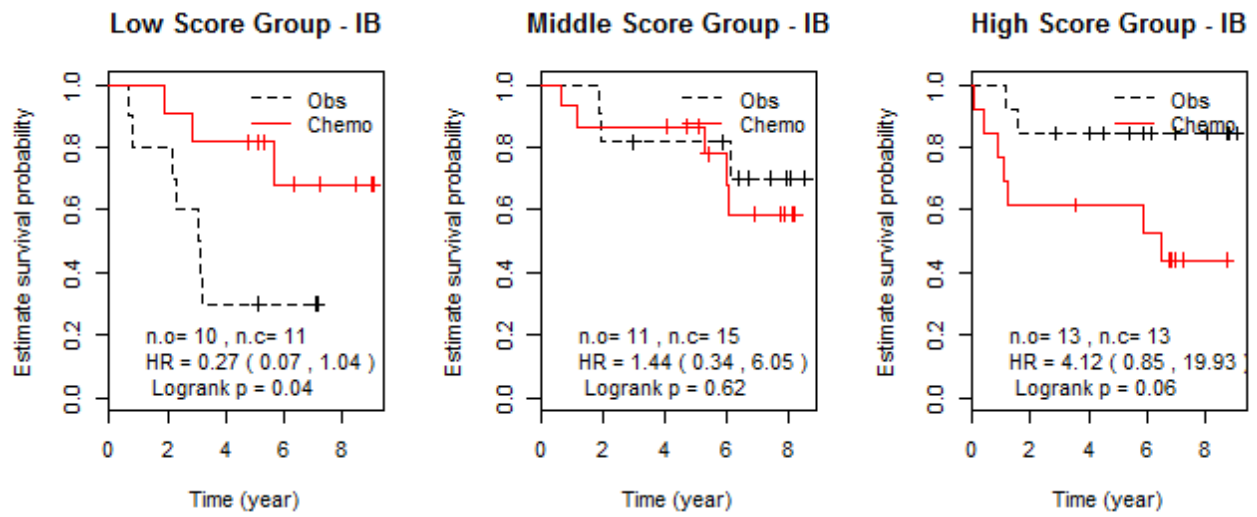 Low Score Group - IB
Estimate survival probability
1.0
0.8
0.6
0.4
0.2
0.0
Obs
Chemo
n.o= 10 , n.c= 11
HR = 0.27 ( 0.07 , 1.04 )
Logrank p = 0.04
0 2 4 6 8
Time (year)
Middle Score Group - IB
Estimate survival probability
1.0
0.8
0.6
0.4
0.2
0.0
Obs
Chemo
n.o= 11 , n.c= 15
HR = 1.44 ( 0.34 , 6.05 )
Logrank p = 0.62
0 2 4 6 8
Time (year)
High Score Group - IB
Estimate survival probability
1.0
0.8
0.6
0.4
0.2
0.0
Obs
Chemo
n.o= 13 , n.c= 13
HR = 4.12 ( 0.85 , 19.93 )
Logrank p = 0.06
0 2 4 6 8
Time (year)